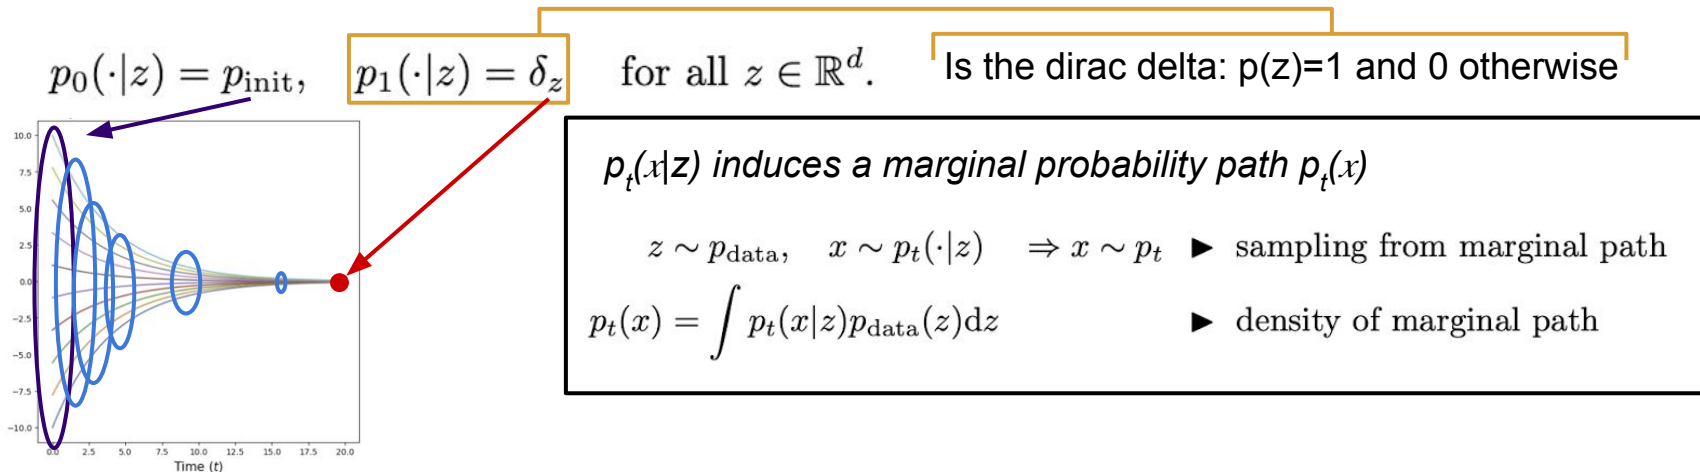 p₀(·|z) = p_init, p₁(·|z) = δ_z for all z ∈ ℝᵈ. Is the dirac delta: p(z)=1 and 0 otherwise
p_t(x|z) induces a marginal probability path p_t(x)
z ∼ p_data, x ∼ p_t(·|z) ⇒ x ∼ p_t ► sampling from marginal path
p_t(x) = ∫ p_t(x|z)p_data(z)dz ► density of marginal path
10.0
7.5
5.0
2.5
0.0
−2.5
−5.0
−7.5
−10.0
0.0 2.5 5.0 7.5 10.0 12.5 15.0 17.5 20.0
Time (t)